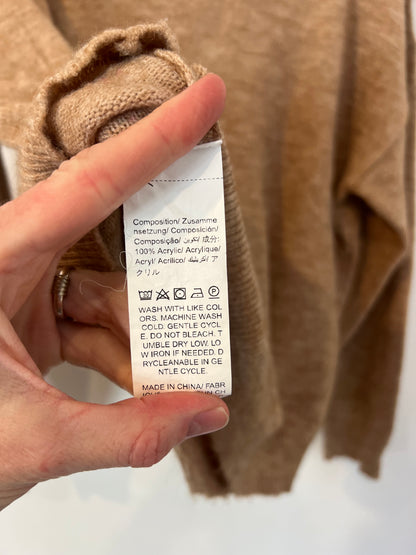 Composition/ Zusamme
nsetzung/ Composición/
Composição/ 成分/
100% Acrylic/ Acrylique/
Acryl/ Acrílico/ ア
クリル
WASH WITH LIKE COL
ORS. MACHINE WASH
COLD. GENTLE CYCL
E. DO NOT BLEACH. T
UMBLE DRY LOW. LO
W IRON IF NEEDED. D
RYCLEANABLE IN GE
NTLE CYCLE.
MADE IN CHINA/ FABR